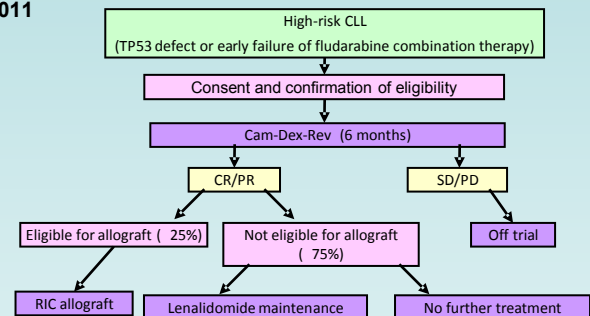 011
High-risk CLL
(TP53 defect or early failure of fludarabine combination therapy)
Consent and confirmation of eligibility
Cam-Dex-Rev (6 months)
CR/PR
SD/PD
Eligible for allograft ( 25%)
Not eligible for allograft
( 75%)
Off trial
RIC allograft
Lenalidomide maintenance
No further treatment